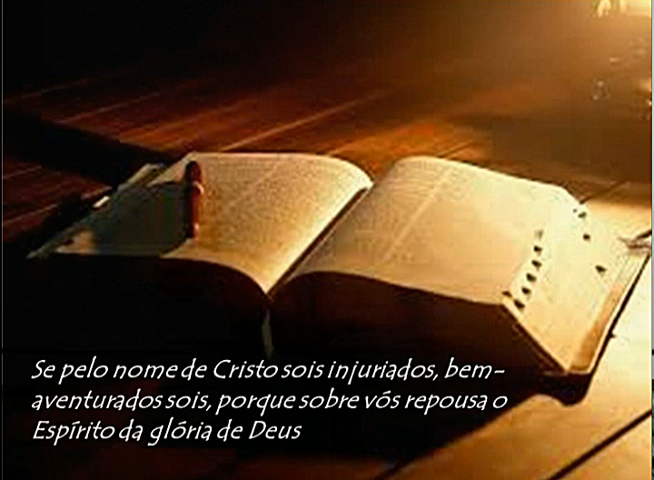 Se pelo nome de Cristo sois injuriados, bem-
aventurados sois, porque sobre vós repousa o
Espírito da glória de Deus